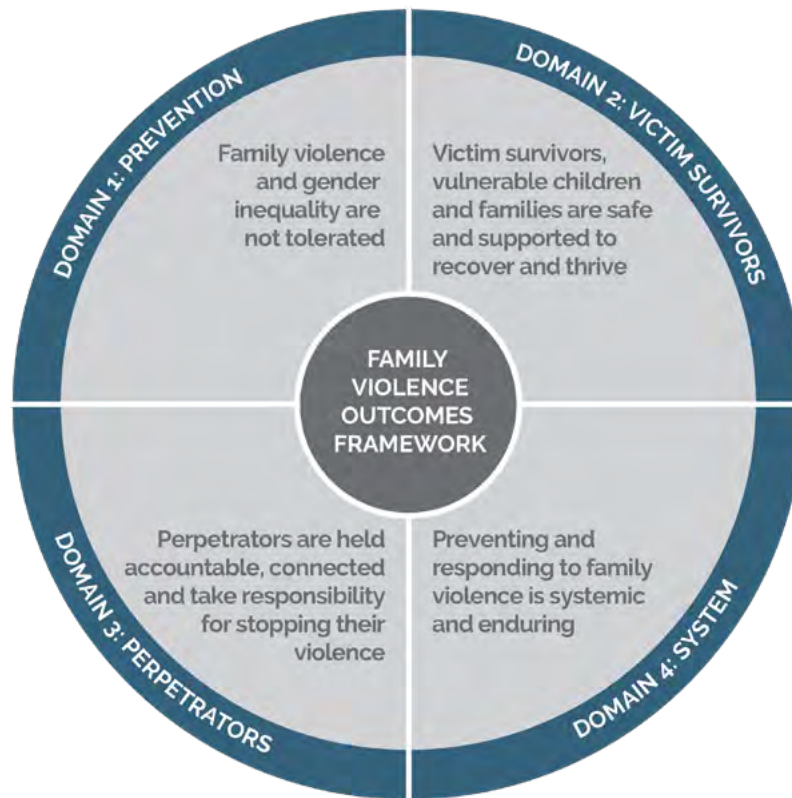 DOMAIN 1: PREVENTION
Family violence
and gender
inequality are
not tolerated
DOMAIN 2: VICTIM SURVIVORS
Victim survivors,
vulnerable children
and families are safe
and supported to
recover and thrive
FAMILY
VIOLENCE
OUTCOMES
FRAMEWORK
DOMAIN 3: PERPETRATORS
Perpetrators are held
accountable, connected
and take responsibility
for stopping their
violence
DOMAIN 4: SYSTEM
Preventing and
responding to family
violence is systemic
and enduring